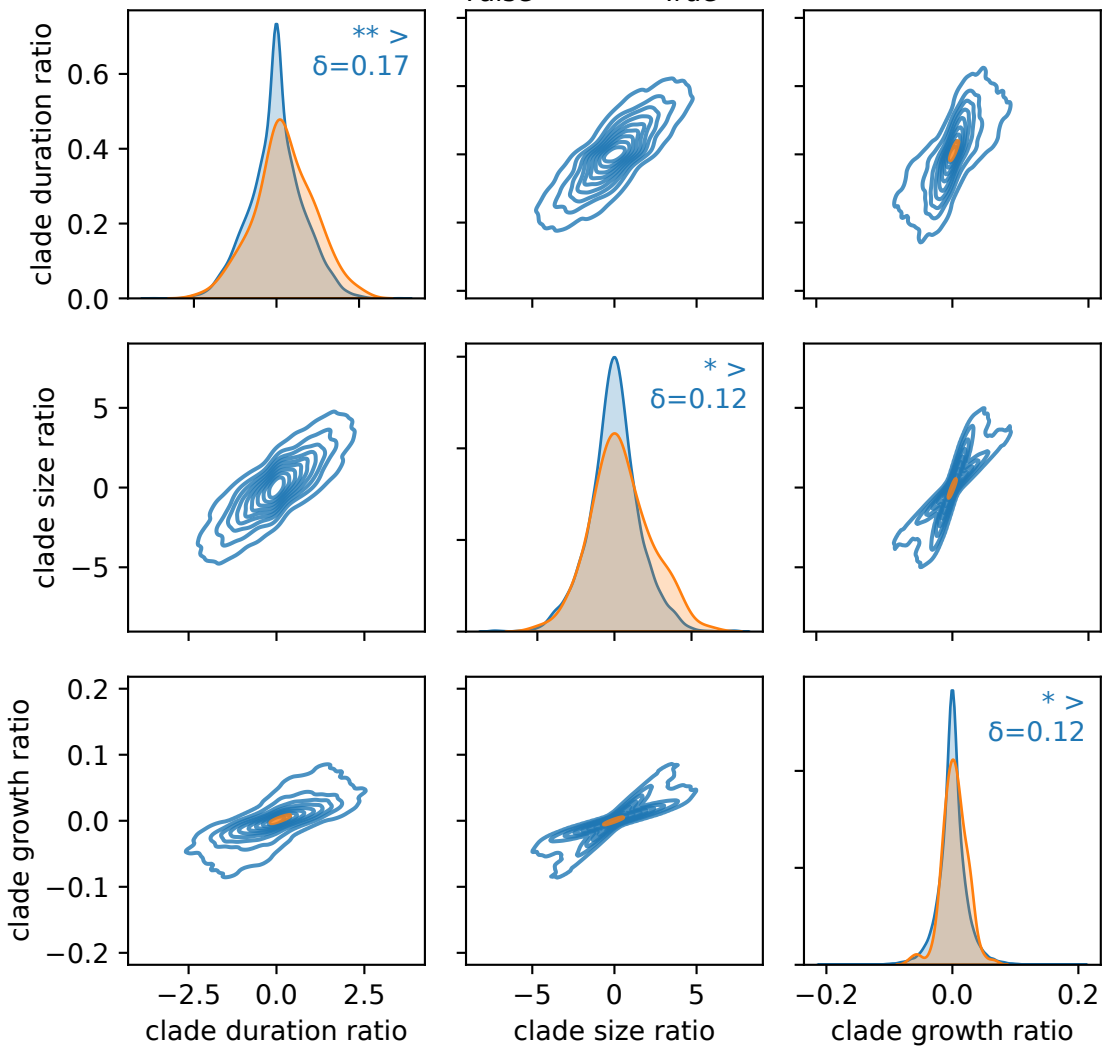 clade duration ratio
0.6
0.4
0.2
0.0
** >
δ=0.17
clade size ratio
5
0
−5
* >
δ=0.12
clade growth ratio
0.2
0.1
0.0
−0.1
−0.2
* >
δ=0.12
−2.5 0.0 2.5
−5 0 5
−0.2 0.0 0.2
clade duration ratio
clade size ratio
clade growth ratio